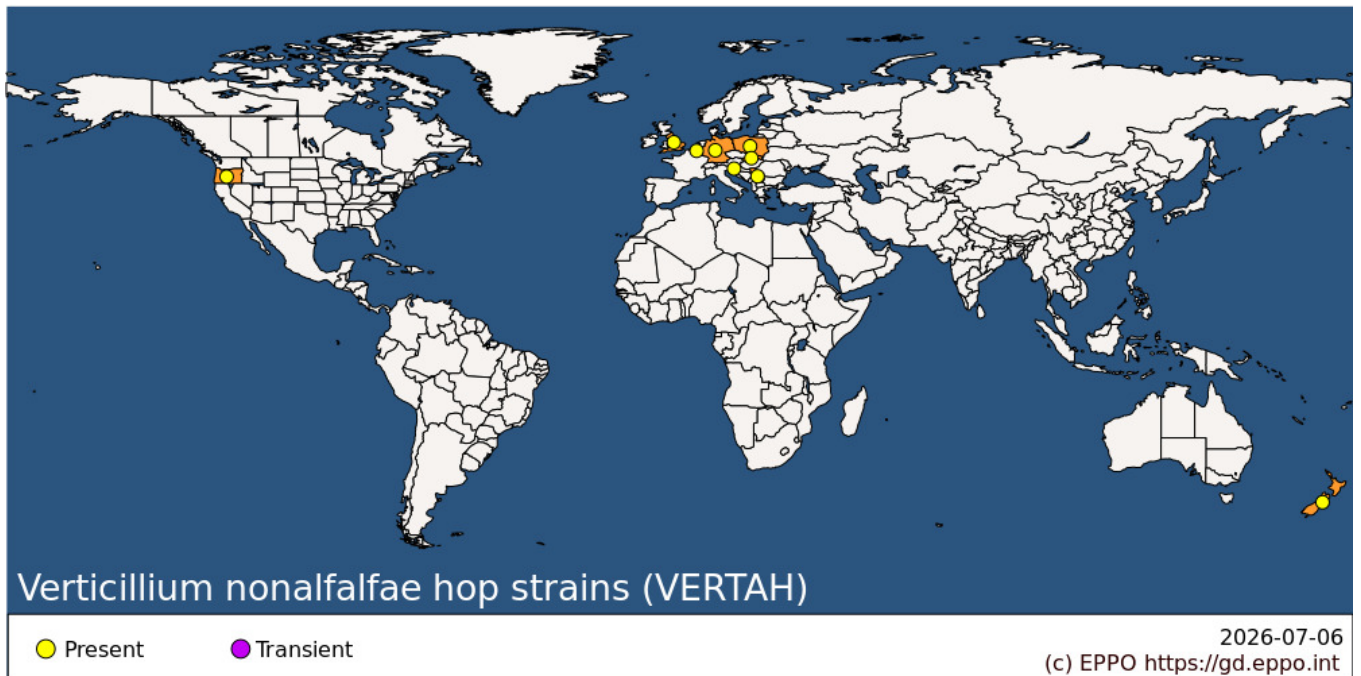 Verticillium nonalfalfae hop strains (VERTAH)
Present
Transient
2026-07-06
(c) EPPO https://gd.eppo.int